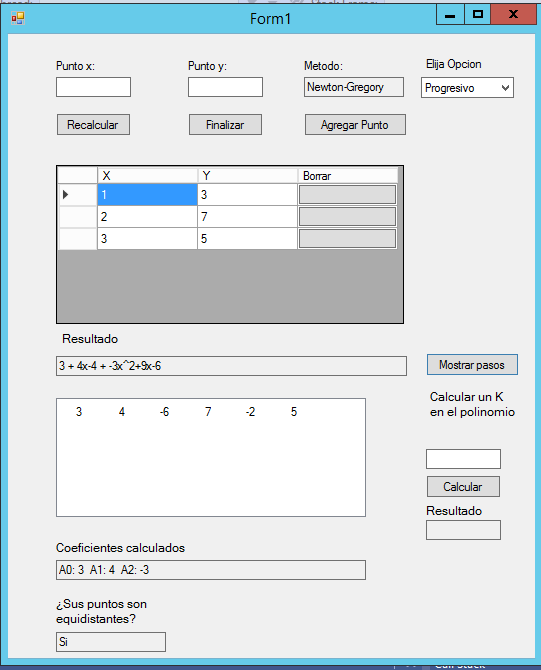 Form1
Punto x:
Punto y:
Metodo:
Elija Opcion
Newton-Gregory
Progresivo
Recalcular
Finalizar
Agregar Punto
X Y Borrar
1 3
2 7
3 5
Resultado
3 + 4x-4 + -3x^2+9x-6
Mostrar pasos
Calcular un K
en el polinomio
3 4 -6 7 -2 5
Calcular
Resultado
Coeficientes calculados
A0: 3 A1: 4 A2: -3
¿Sus puntos son
equidistantes?
Si